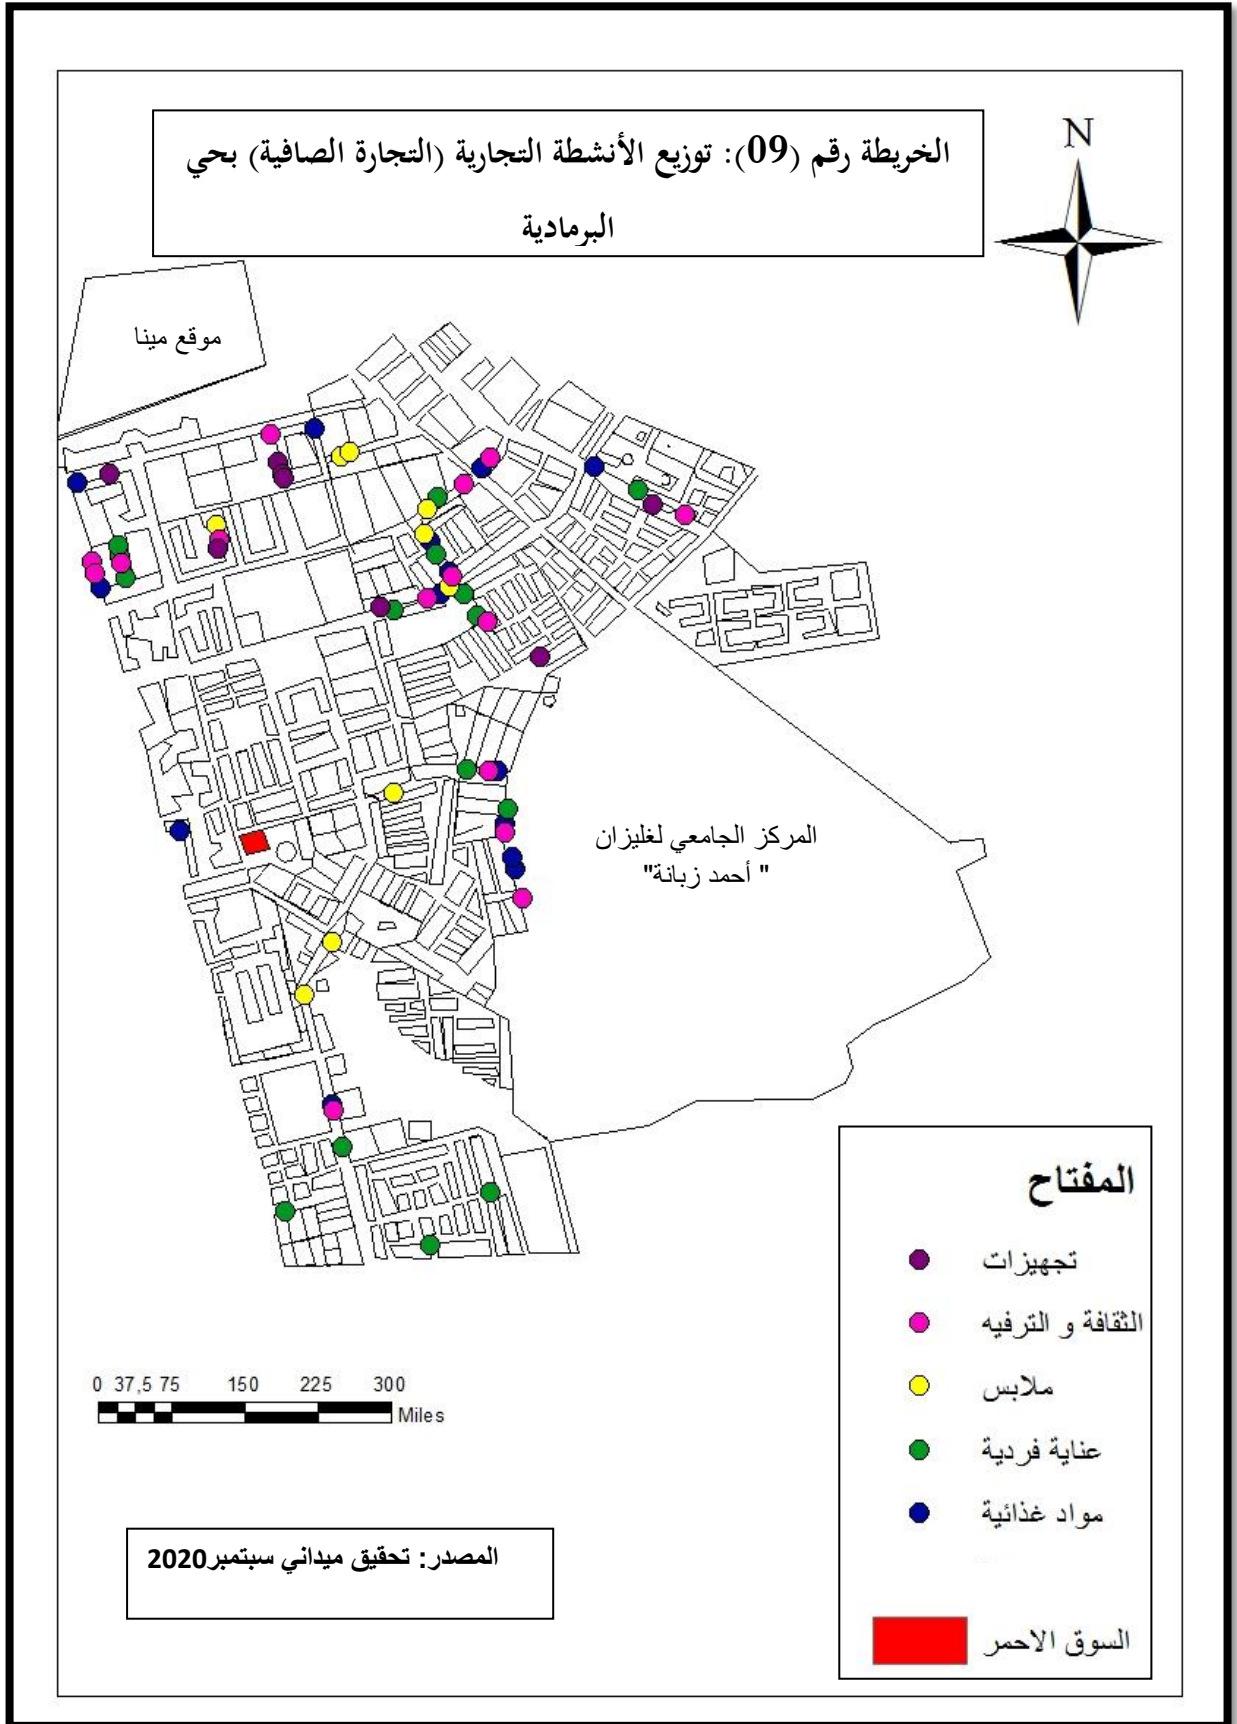 الخريطة رقم (09): توزيع الأنشطة التجارية (التجارة الصافية) بحي
البرمادية
N
موقع مينا
المركز الجامعي لغليزان
" أحمد زبانة"
المفتاح
تجهيزات
الثقافة و الترفيه
ملابس
عناية فردية
مواد غذائية
السوق الاحمر
0 37,5 75 150 225 300
Miles
المصدر: تحقيق ميداني سبتمبر2020